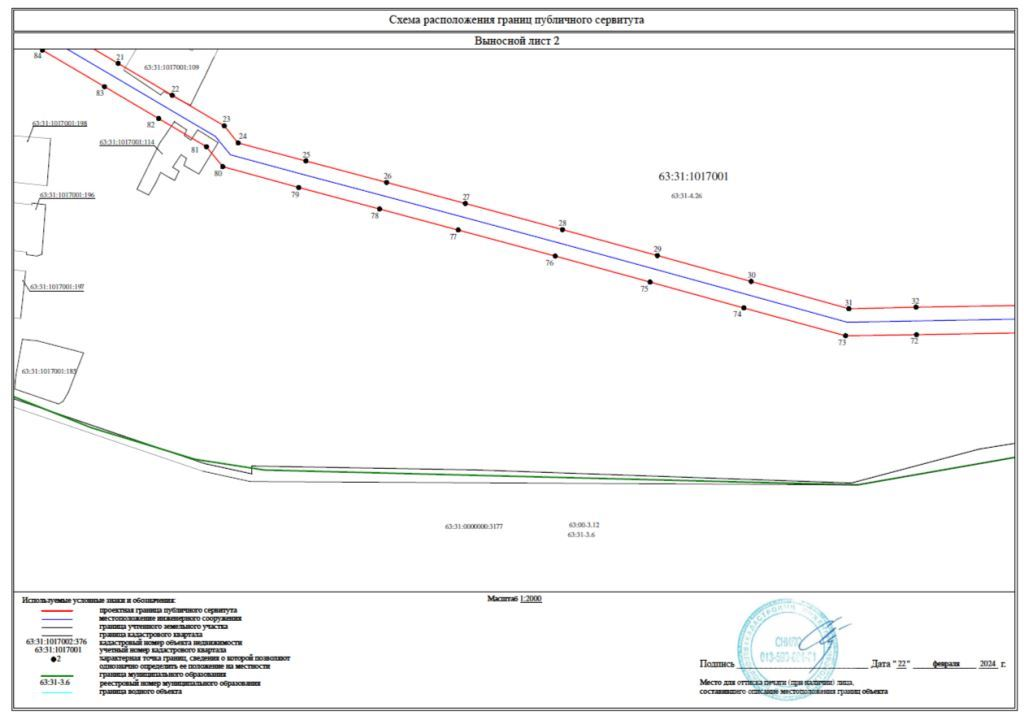 Схема расположения границ публичного сервитута
Выносной лист 2
84
21
63:31:1017001:109
83
22
63:31:1017001:198
82
23
63:31:1017001:114
24
81
80
25
63:31:1017001
63:31-4.26
26
79
63:31:1017001:196
27
78
28
77
29
76
30
63:31:1017001:197
75
31
32
74
73
72
63:31:1017001:185
63:31:0000000:3177
63:00-3.12
63:31-3.6
Используемые условные знаки и обозначения:
Масштаб 1:2000
проектная граница публичного сервитута
местоположение инженерного сооружения
граница учтенного земельного участка
граница кадастрового квартала
63:31:1017002:376 кадастровый номер объекта недвижимости
63:31:1017001 учетный номер кадастрового квартала
2 характерная точка границ, сведения о которой позволяют
однозначно определить ее положение на местности
граница муниципального образования
63:31-3.6 реестровый номер муниципального образования
граница водного объекта
Подпись Дата "22" февраля 2024 г.
Место для оттиска печати (при наличии) лица,
составившего описание местоположения границ объекта